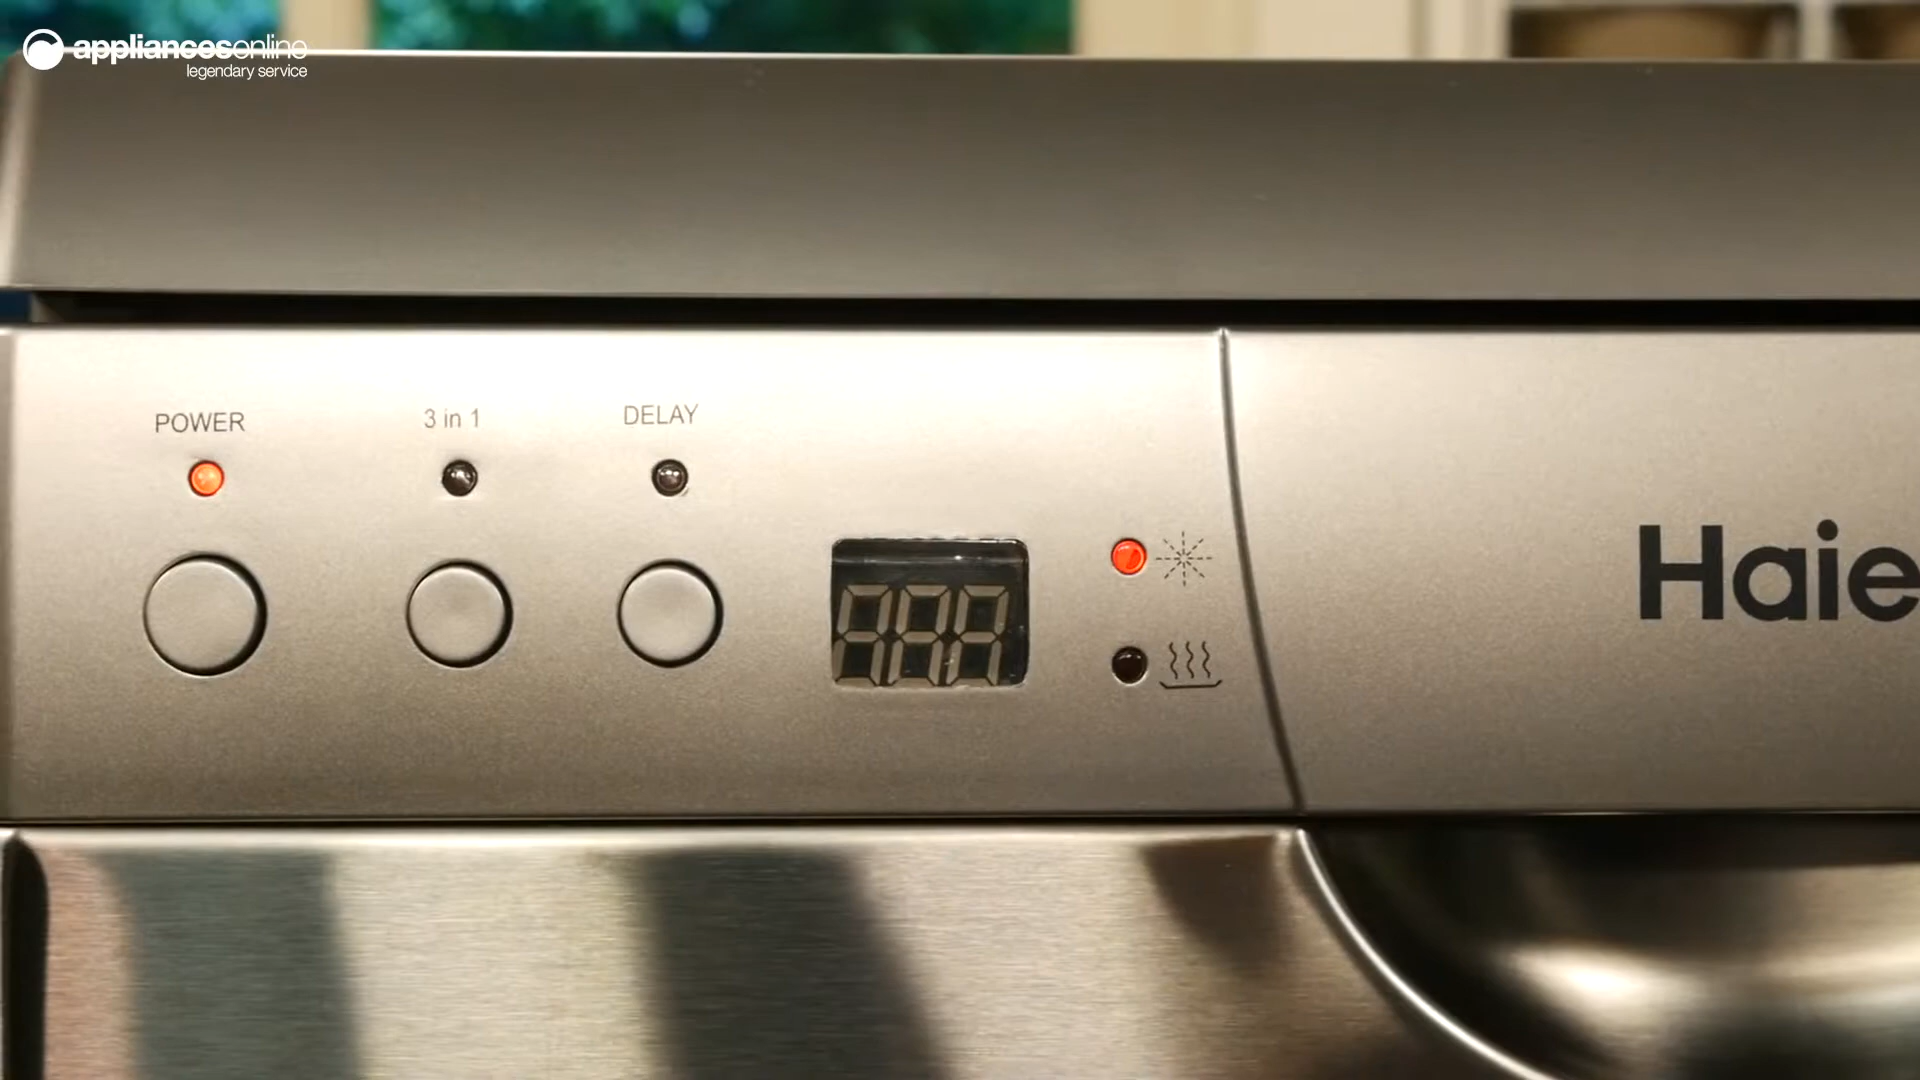 appliancesonline
legendary service
POWER
3 in 1
DELAY
Haie